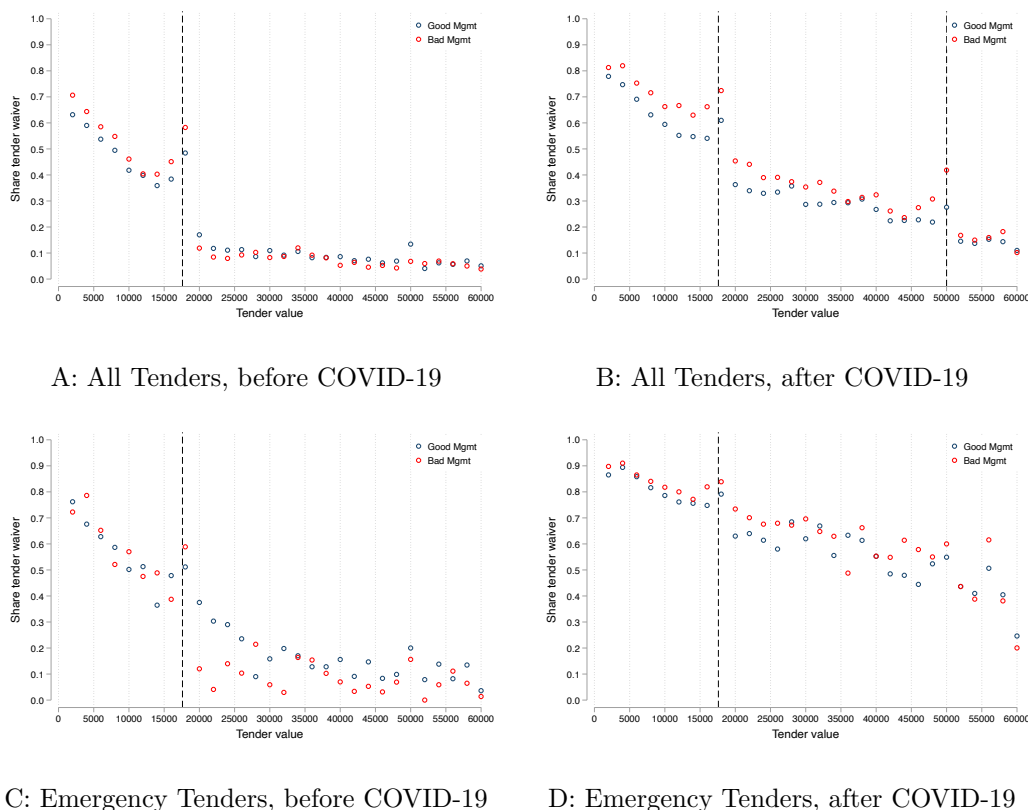 Good Mgmt
Bad Mgmt
Share tender waiver
1.0
0.9
0.8
0.7
0.6
0.5
0.4
0.3
0.2
0.1
0.0
0 5000 10000 15000 20000 25000 30000 35000 40000 45000 50000 55000 60000
Tender value
A: All Tenders, before COVID-19
Good Mgmt
Bad Mgmt
Share tender waiver
1.0
0.9
0.8
0.7
0.6
0.5
0.4
0.3
0.2
0.1
0.0
0 5000 10000 15000 20000 25000 30000 35000 40000 45000 50000 55000 60000
Tender value
B: All Tenders, after COVID-19
Good Mgmt
Bad Mgmt
Share tender waiver
1.0
0.9
0.8
0.7
0.6
0.5
0.4
0.3
0.2
0.1
0.0
0 5000 10000 15000 20000 25000 30000 35000 40000 45000 50000 55000 60000
Tender value
C: Emergency Tenders, before COVID-19
Good Mgmt
Bad Mgmt
Share tender waiver
1.0
0.9
0.8
0.7
0.6
0.5
0.4
0.3
0.2
0.1
0.0
0 5000 10000 15000 20000 25000 30000 35000 40000 45000 50000 55000 60000
Tender value
D: Emergency Tenders, after COVID-19